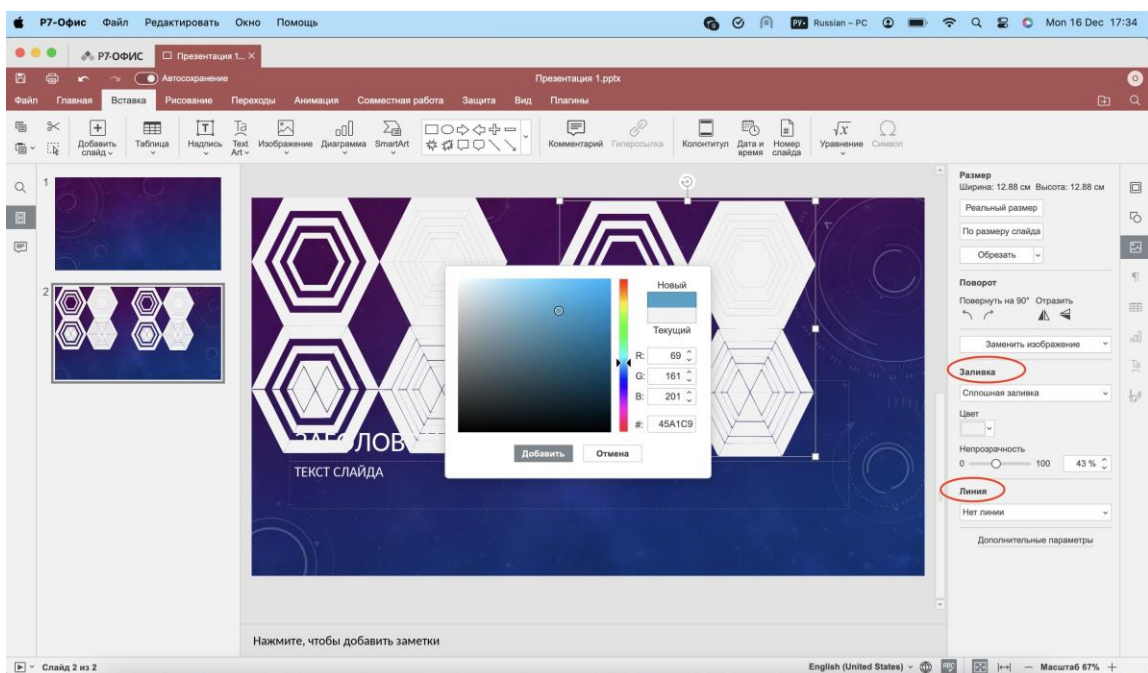 Р7-Офис Файл Редактировать Окно Помощь РУ• Russian – PC Mon 16 Dec 17:34
Р7-ОФИС Презентация 1... ×
Автосохранение Презентация 1.pptx
Файл Главная Вставка Рисование Переходы Анимация Совместная работа Защита Вид Плагины
Добавить слайд Таблица Надпись Text Art Изображение Диаграмма SmartArt Комментарий Гиперссылка Колонтитул Дата и время Номер слайда Уравнение Символ
1
2
ЗАГОЛОВ
ТЕКСТ СЛАЙДА
Новый
Текущий
R: 69
G: 161
B: 201
#: 45A1C9
Добавить Отмена
Размер
Ширина: 12.88 см Высота: 12.88 см
Реальный размер
По размеру слайда
Обрезать
Поворот
Повернуть на 90° Отразить
Заменить изображение
Заливка
Сплошная заливка
Цвет
Непрозрачность
0 100 43 %
Линия
Нет линии
Дополнительные параметры
Нажмите, чтобы добавить заметки
Слайд 2 из 2 English (United States) Масштаб 67%